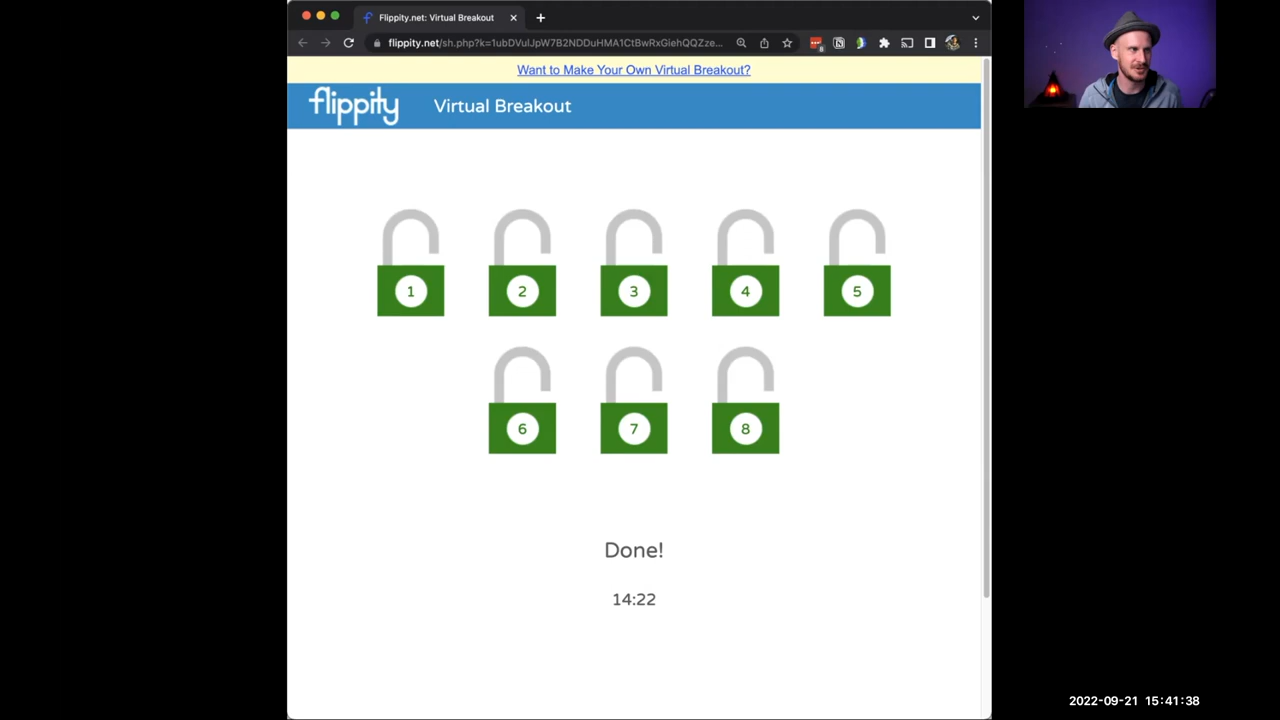 Flippity.net: Virtual Breakout
flippity.net/sh.php?k=1ubDVulJpW7B2NDDuHMA1CtBwRxGiehQQZze...
Want to Make Your Own Virtual Breakout?
flippity Virtual Breakout
1 2 3 4 5
6 7 8
Done!
14:22
2022-09-21 15:41:38